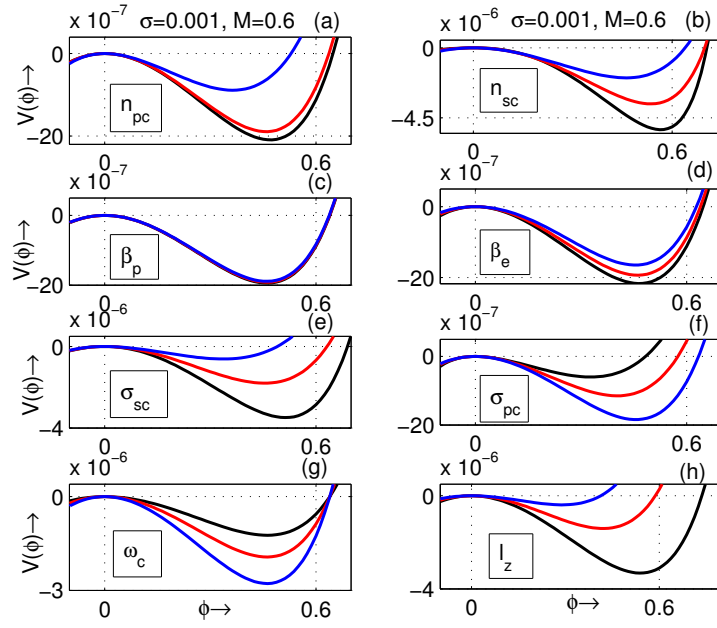 σ=0.001, M=0.6
(a)
x 10⁻⁷
V(ϕ)→
0
−20
n_pc
0
0.6
σ=0.001, M=0.6
(b)
x 10⁻⁶
0
−4.5
n_sc
0
0.6
x 10⁻⁷
(c)
V(ϕ)→
0
−20
β_p
0
0.6
x 10⁻⁷
(d)
0
−20
β_e
0
0.6
x 10⁻⁶
(e)
V(ϕ)→
0
−4
σ_sc
0
0.6
x 10⁻⁷
(f)
0
−20
σ_pc
0
0.6
x 10⁻⁶
(g)
V(ϕ)→
0
−3
ω_c
0
ϕ→
0.6
x 10⁻⁶
(h)
0
−4
l_z
0
ϕ→
0.6